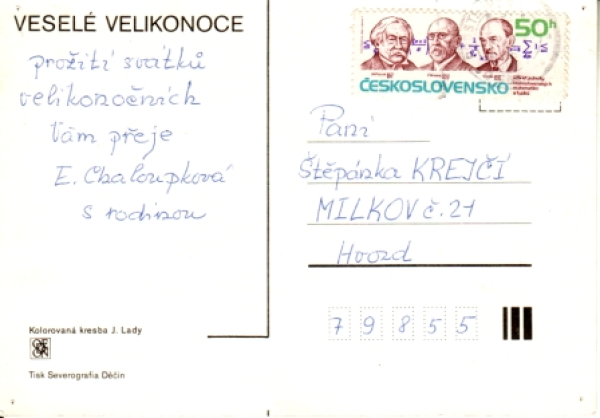 VESELÉ VELIKONOCE
prožití svátků
velikonočních
Vám přeje
E. Chaloupková
s rodinou
Kolorovaná kresba J. Lady
Tisk Severografia Děčín
50h
ČESKOSLOVENSKO
Paní
Štěpánka KREJČÍ
MILKOV č. 21
Hvozd
79855